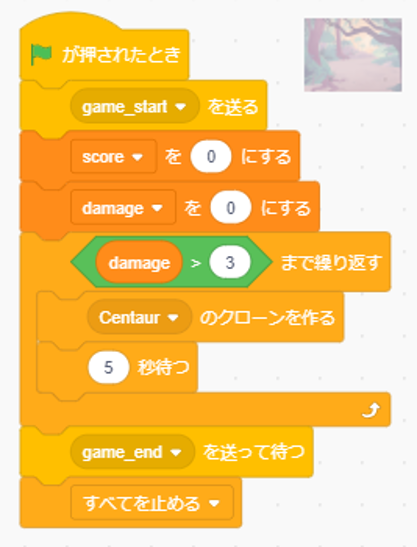 が押されたとき
game_start を送る
score を 0 にする
damage を 0 にする
damage > 3 まで繰り返す
Centaur のクローンを作る
5 秒待つ
game_end を送って待つ
すべてを止める